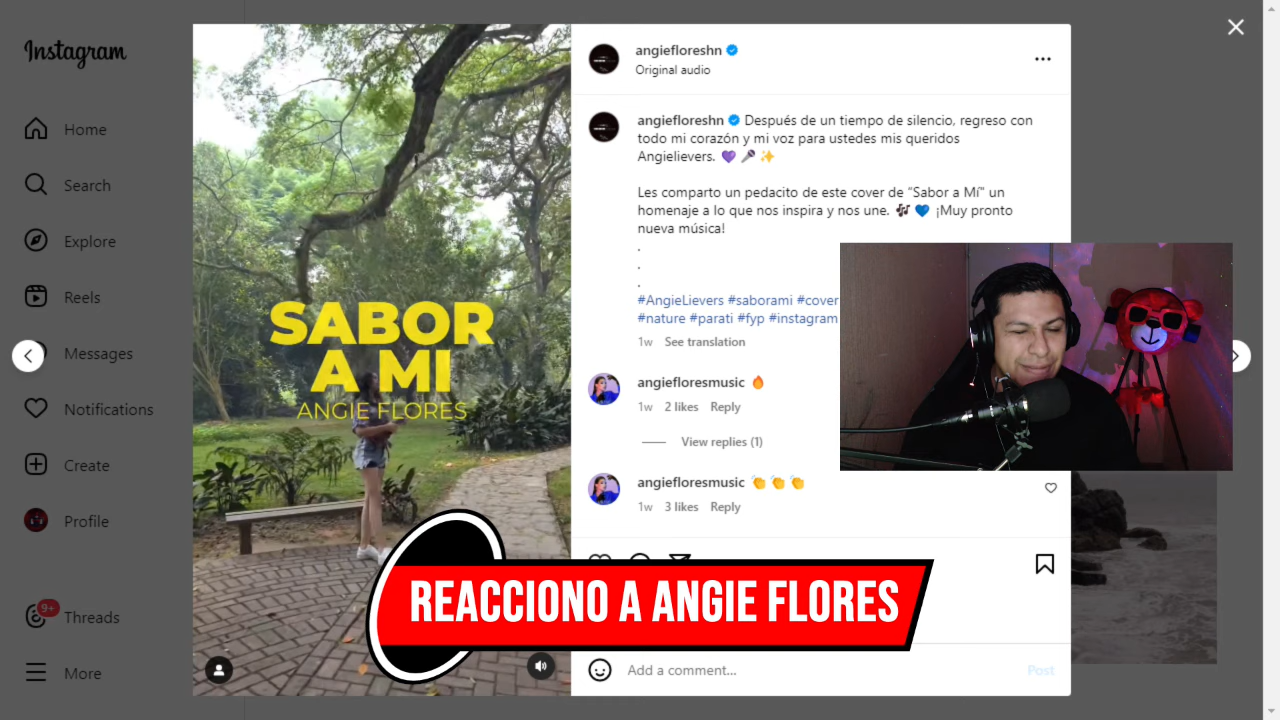 Instagram
Home
Search
Explore
Reels
Messages
Notifications
Create
Profile
9+
Threads
More
SABOR
A MI
ANGIE FLORES
angiefloreshn
Original audio
angiefloreshn Después de un tiempo de silencio, regreso con
todo mi corazón y mi voz para ustedes mis queridos
Angielievers. 💜 🎤 ✨
Les comparto un pedacito de este cover de "Sabor a Mí" un
homenaje a lo que nos inspira y nos une. 🎶 💙 ¡Muy pronto
nueva música!
.
.
.
#AngieLievers #saborami #cover
#nature #parati #fyp #instagram
1w See translation
angiefloresmusic 🔥
1w 2 likes Reply
View replies (1)
angiefloresmusic 👏 👏 👏
1w 3 likes Reply
REACCIONO A ANGIE FLORES
Add a comment...
Post